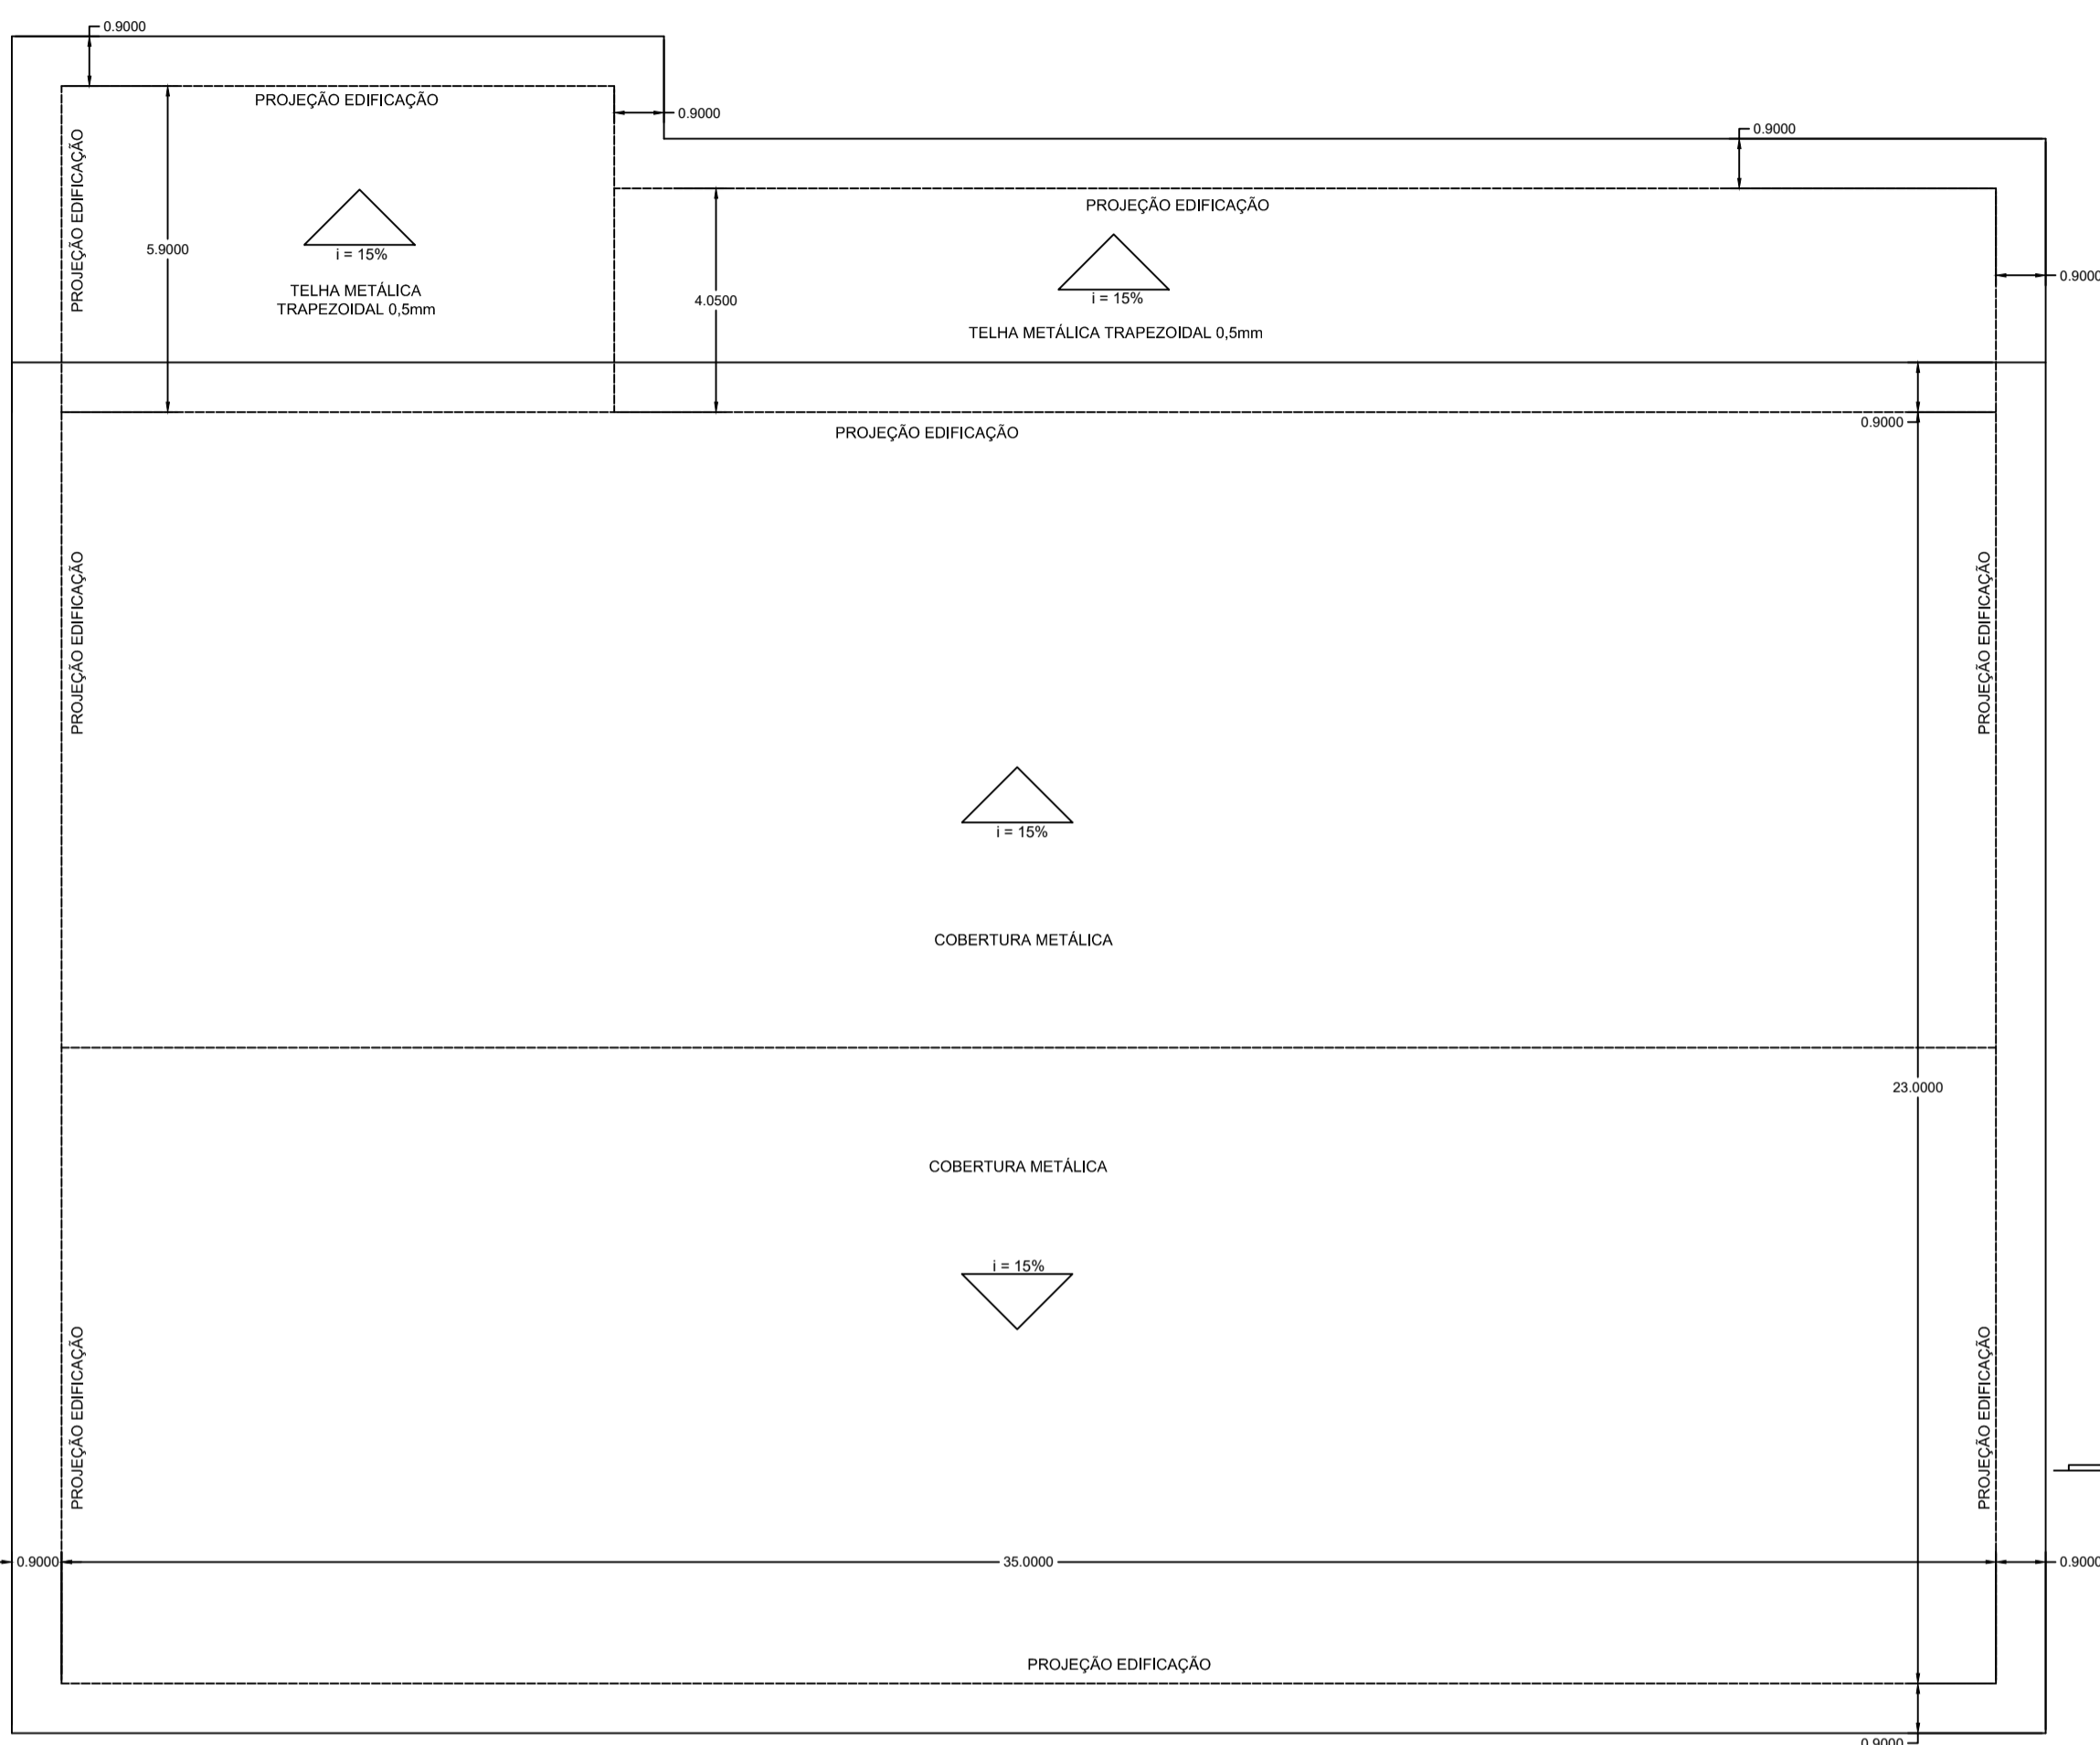 0.9000
PROJEÇÃO EDIFICAÇÃO
0.9000
0.9000
PROJEÇÃO EDIFICAÇÃO
PROJEÇÃO EDIFICAÇÃO
5.9000
i = 15%
TELHA METÁLICA
TRAPEZOIDAL 0,5mm
4.0500
i = 15%
TELHA METÁLICA TRAPEZOIDAL 0,5mm
0.9000
PROJEÇÃO EDIFICAÇÃO
0.9000
PROJEÇÃO EDIFICAÇÃO
PROJEÇÃO EDIFICAÇÃO
i = 15%
COBERTURA METÁLICA
23.0000
COBERTURA METÁLICA
i = 15%
PROJEÇÃO EDIFICAÇÃO
PROJEÇÃO EDIFICAÇÃO
0.9000
35.0000
0.9000
PROJEÇÃO EDIFICAÇÃO
0.9000